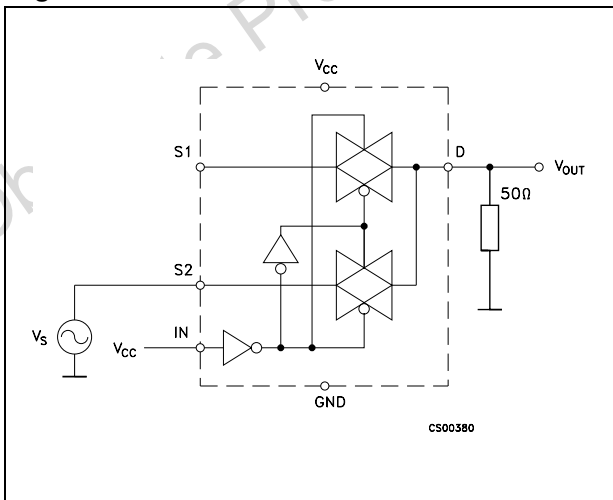 VCC
S1
D
VOUT
50Ω
S2
VS
VCC
IN
GND
CS00380